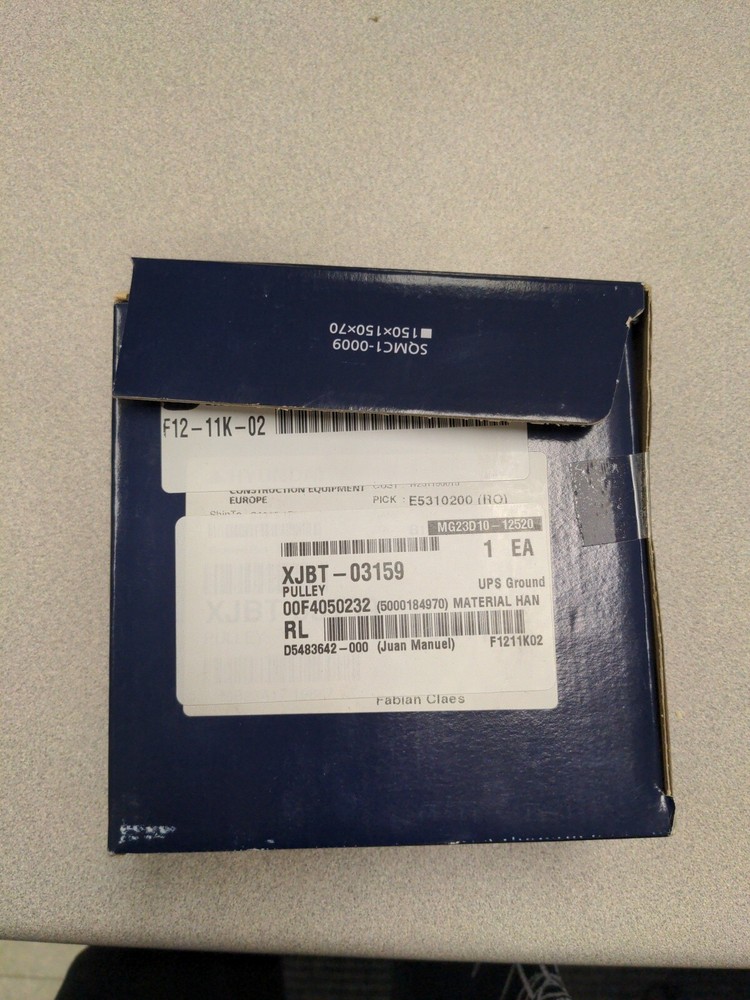 ■150×150×70
SQMC1-0009
F12-11K-02
CONSTRUCTION EQUIPMENT
EUROPE
PICK : E5310200 (RO)
ShipTo
MG23D10-12520
1 EA
XJBT-03159
PULLEY
UPS Ground
00F4050232 (5000184970) MATERIAL HAN
RL
D5483642-000 (Juan Manuel)
F1211K02
Fabian Claes